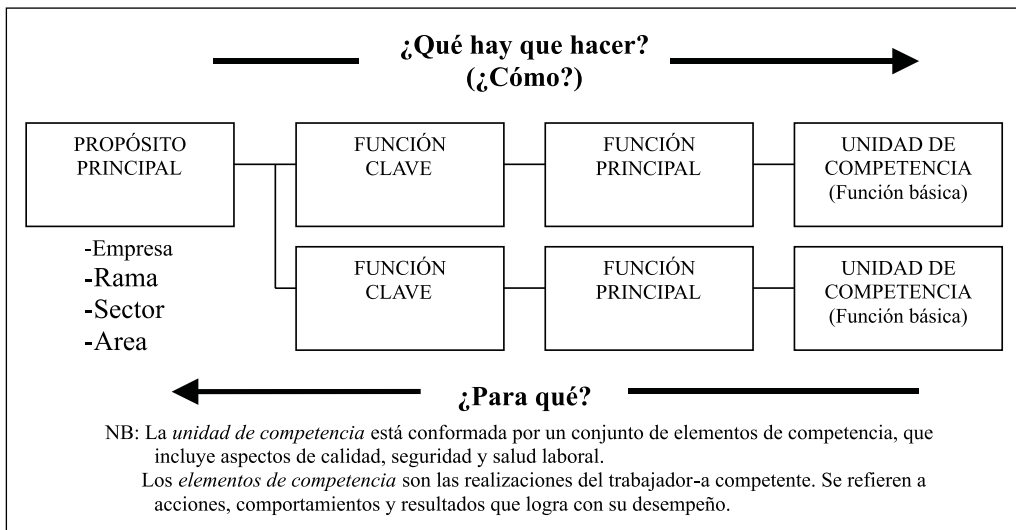 ¿Qué hay que hacer?
(¿Cómo?)
PROPÓSITO
PRINCIPAL
FUNCIÓN
CLAVE
FUNCIÓN
PRINCIPAL
UNIDAD DE
COMPETENCIA
(Función básica)
-Empresa
-Rama
-Sector
-Area
FUNCIÓN
CLAVE
FUNCIÓN
PRINCIPAL
UNIDAD DE
COMPETENCIA
(Función básica)
¿Para qué?
NB: La unidad de competencia está conformada por un conjunto de elementos de competencia, que
incluye aspectos de calidad, seguridad y salud laboral.
Los elementos de competencia son las realizaciones del trabajador-a competente. Se refieren a
acciones, comportamientos y resultados que logra con su desempeño.